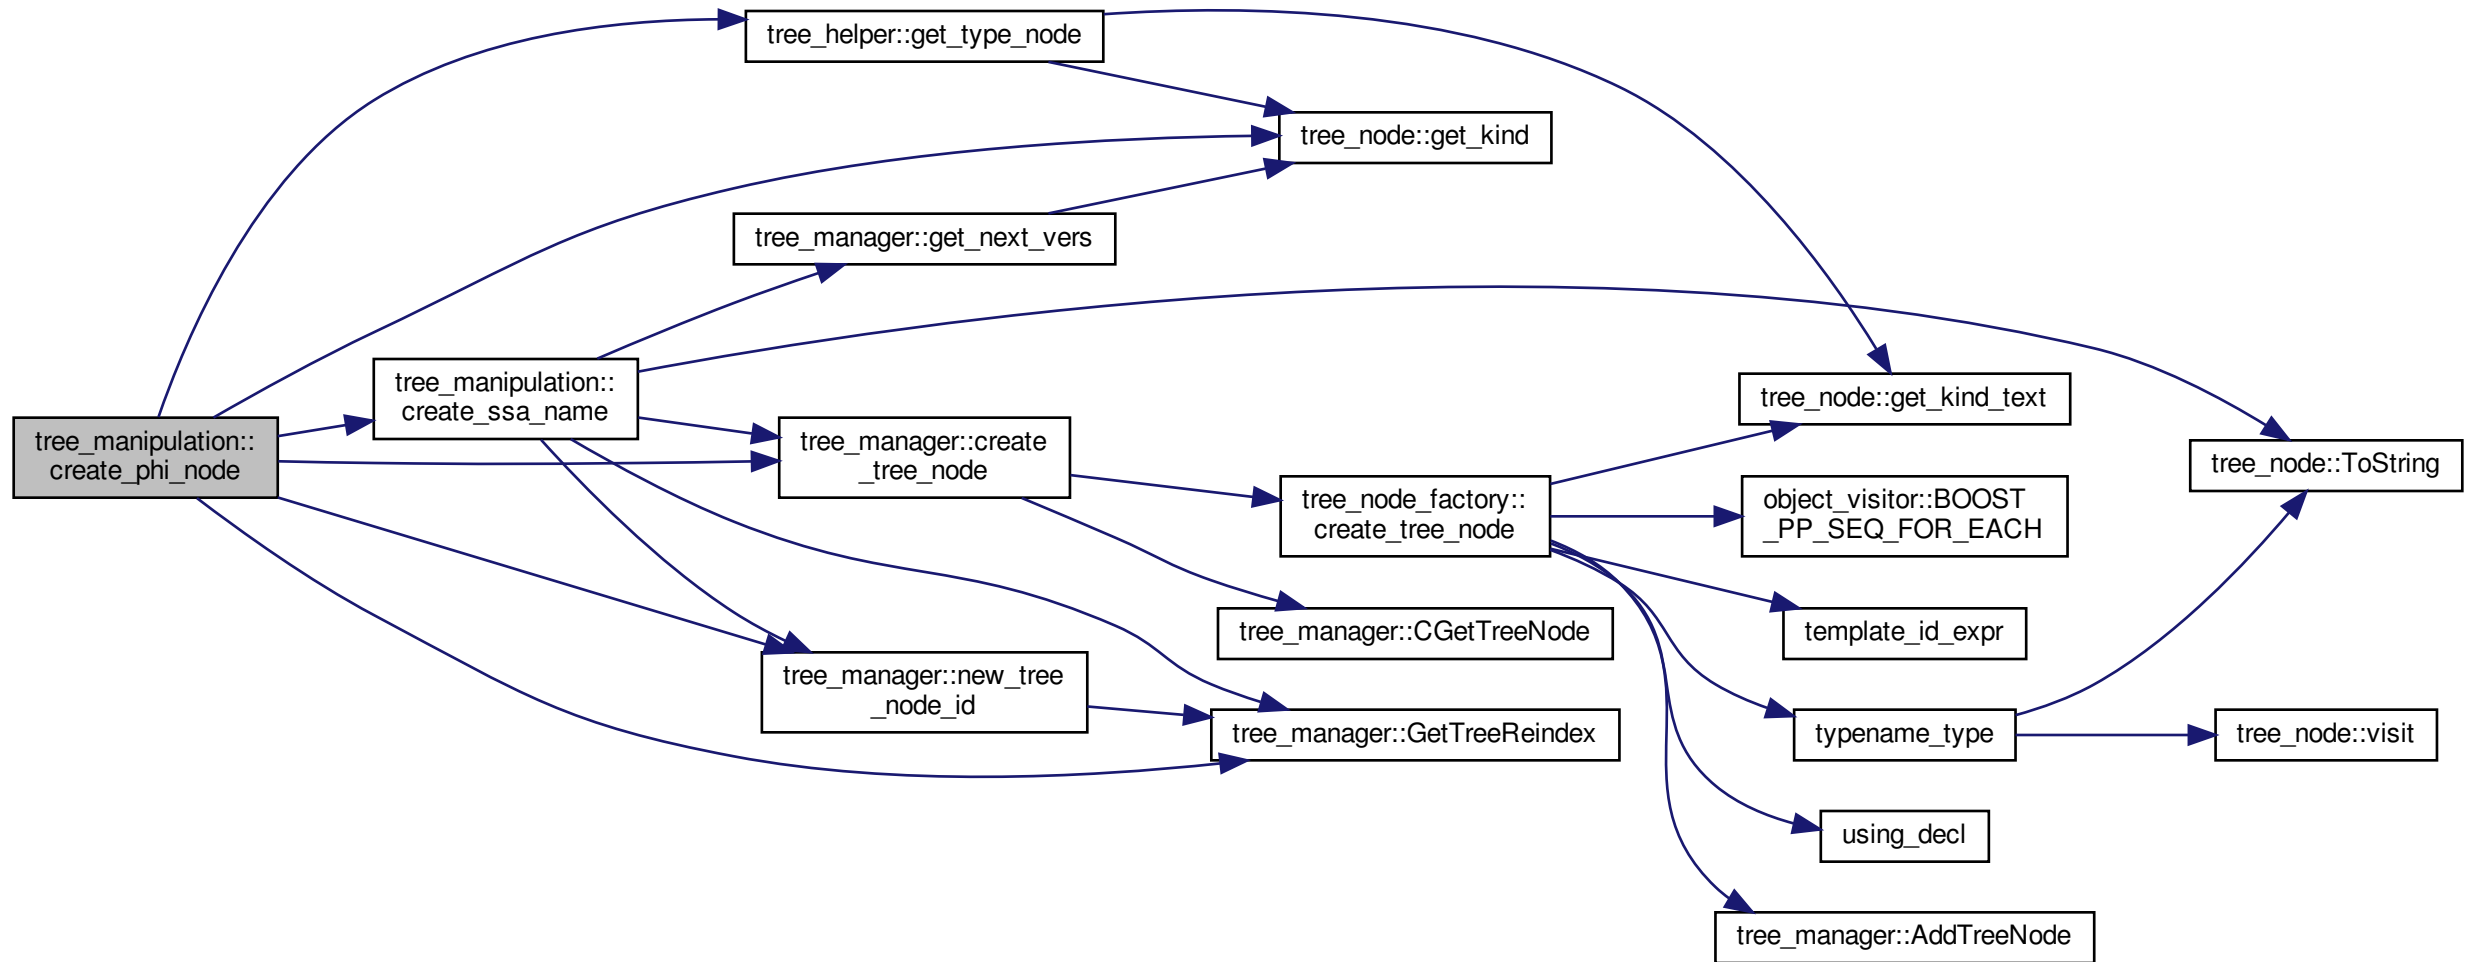 tree_helper::get_type_node
tree_node::get_kind
tree_manager::get_next_vers
tree_manipulation::
create_ssa_name
tree_node::get_kind_text
tree_manipulation::
create_phi_node
tree_manager::create
_tree_node
tree_node::ToString
tree_node_factory::
create_tree_node
object_visitor::BOOST
_PP_SEQ_FOR_EACH
tree_manager::CGetTreeNode
template_id_expr
tree_manager::new_tree
_node_id
tree_manager::GetTreeReindex
typename_type
tree_node::visit
using_decl
tree_manager::AddTreeNode